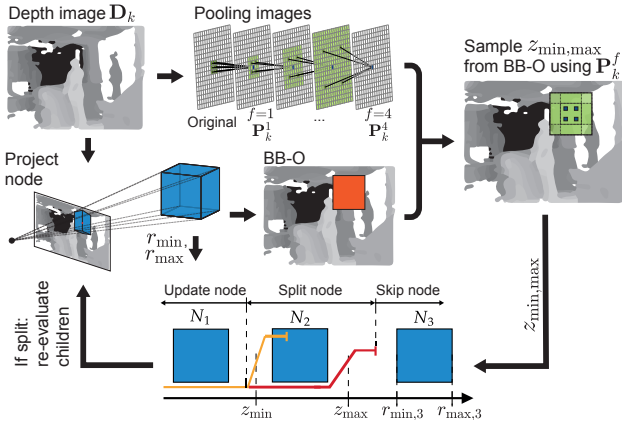 Depth image D_k
Pooling images
Sample z_min,max
from BB-O using P_k^f
Original
f=1
P_k^1
...
f=4
P_k^4
Project
node
BB-O
r_min,
r_max
z_min,max
Update node
Split node
Skip node
If split:
re-evaluate
children
N_1
N_2
N_3
z_min
z_max
r_min,3
r_max,3